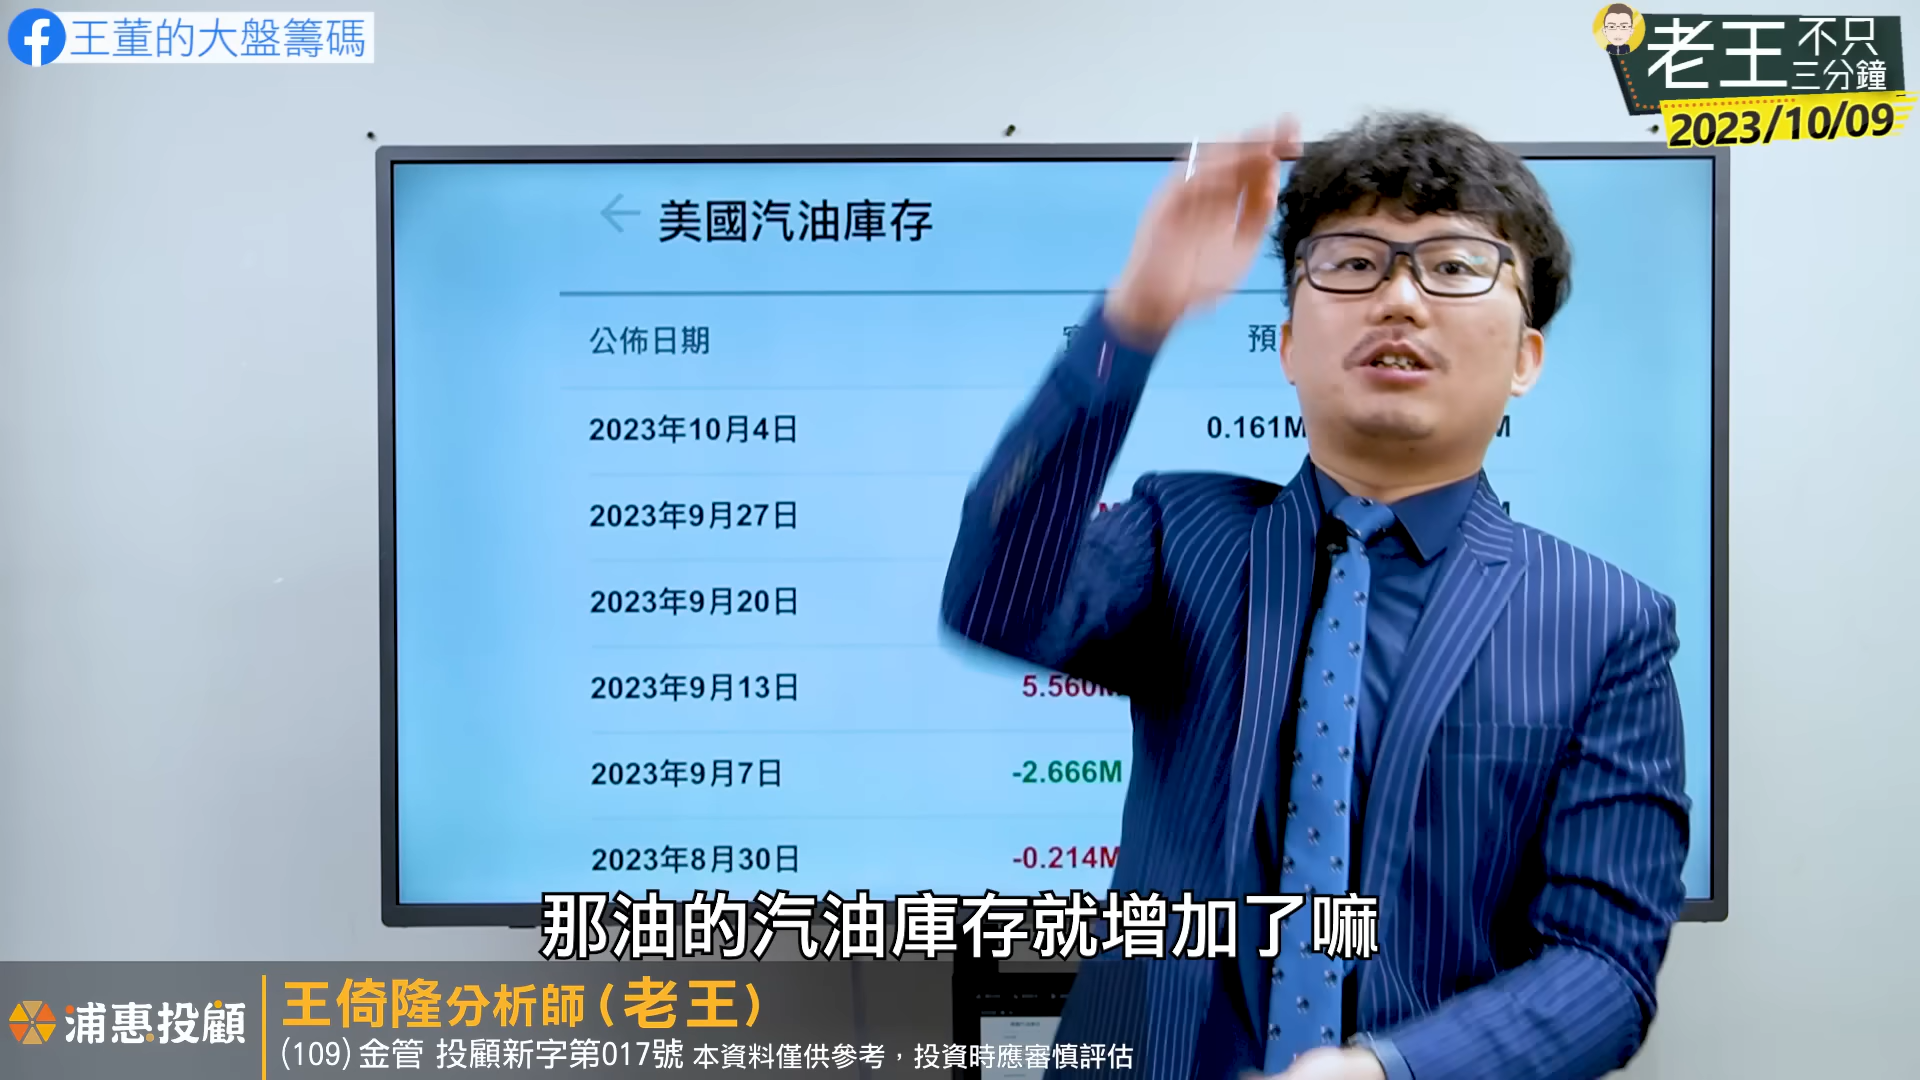 王董的大盤籌碼
老王不只三分鐘
2023/10/09
美國汽油庫存
公佈日期
預
2023年10月4日 0.161M M
2023年9月27日 M M
2023年9月20日
2023年9月13日 5.560M
2023年9月7日 -2.666M
2023年8月30日 -0.214M
那油的汽油庫存就增加了嘛
浦惠投顧
王倚隆分析師(老王)
(109)金管 投顧新字第017號 本資料僅供參考，投資時應審慎評估